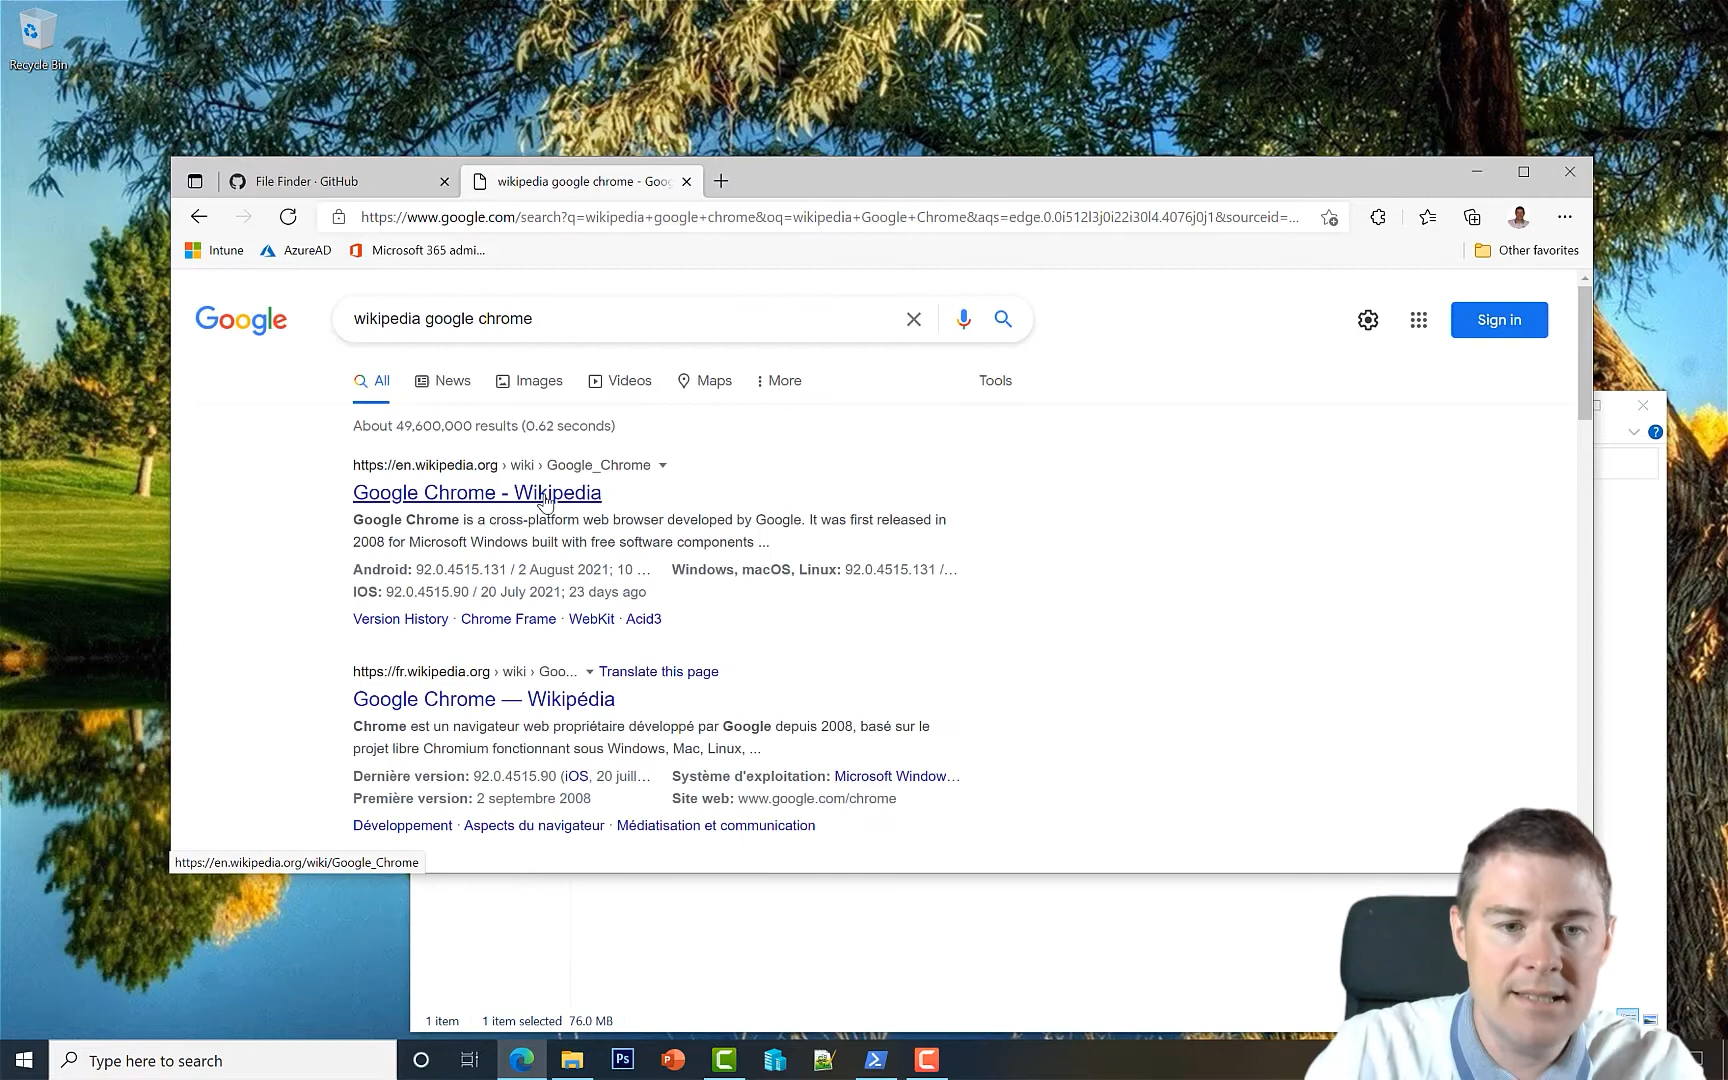 Recycle Bin
File Finder · GitHub
wikipedia google chrome - Goo
https://www.google.com/search?q=wikipedia+google+chrome&oq=wikipedia+Google+Chrome&aqs=edge.0.0i512l3j0i22i30l4.4076j0j1&sourceid=...
Intune
AzureAD
Microsoft 365 admi...
Other favorites
Google
wikipedia google chrome
Sign in
All
News
Images
Videos
Maps
More
Tools
About 49,600,000 results (0.62 seconds)
https://en.wikipedia.org › wiki › Google_Chrome
Google Chrome - Wikipedia
Google Chrome is a cross-platform web browser developed by Google. It was first released in
2008 for Microsoft Windows built with free software components ...
Android: 92.0.4515.131 / 2 August 2021; 10 ...
Windows, macOS, Linux: 92.0.4515.131 /...
IOS: 92.0.4515.90 / 20 July 2021; 23 days ago
Version History · Chrome Frame · WebKit · Acid3
https://fr.wikipedia.org › wiki › Goo...
Translate this page
Google Chrome — Wikipédia
Chrome est un navigateur web propriétaire développé par Google depuis 2008, basé sur le
projet libre Chromium fonctionnant sous Windows, Mac, Linux, ...
Dernière version: 92.0.4515.90 (iOS, 20 juill...
Système d'exploitation: Microsoft Window...
Première version: 2 septembre 2008
Site web: www.google.com/chrome
Développement · Aspects du navigateur · Médiatisation et communication
https://en.wikipedia.org/wiki/Google_Chrome
1 item
1 item selected 76.0 MB
Type here to search
Ps